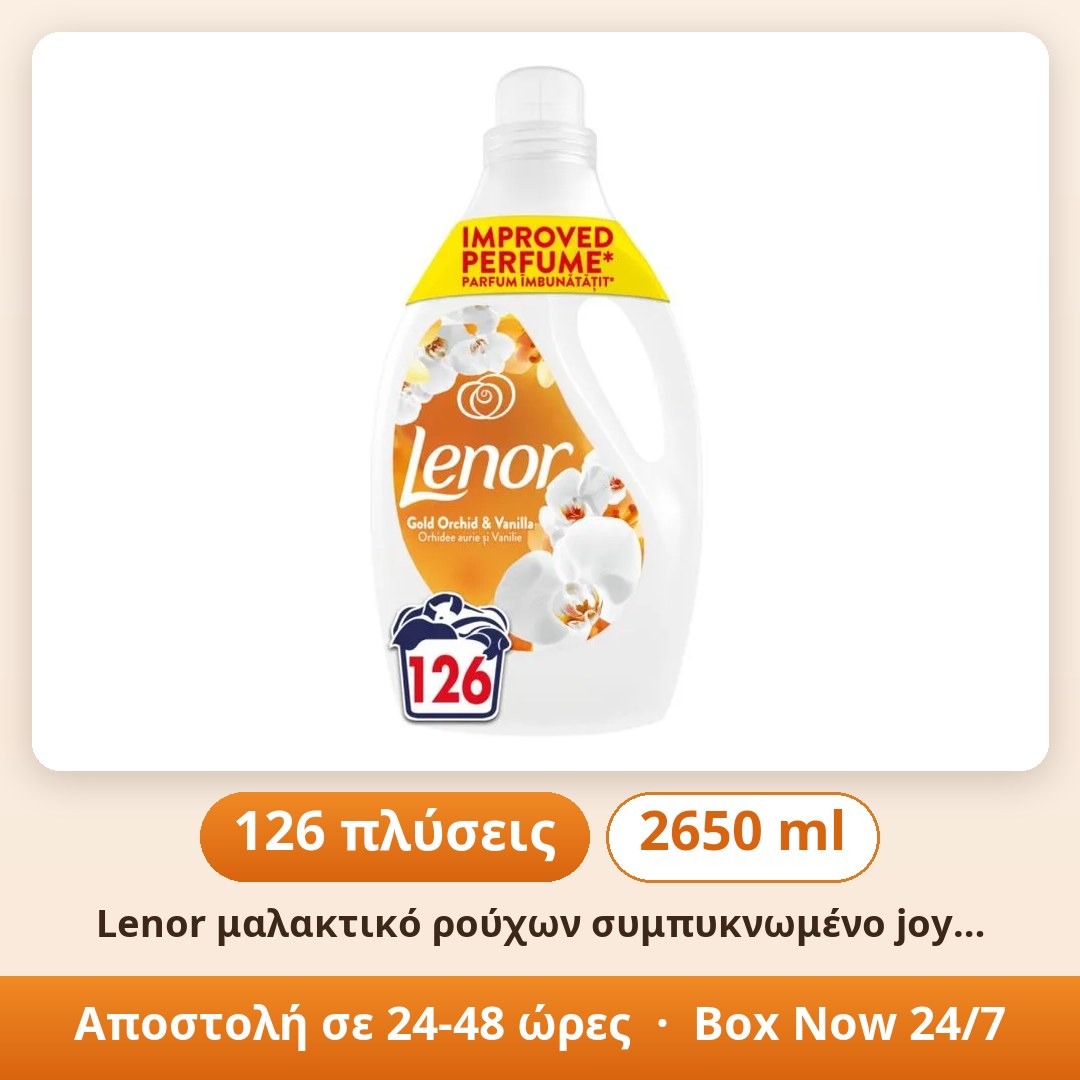 IMPROVED
PERFUME*
PARFUM ÎMBUNĂTĂȚIT*
Lenor
Gold Orchid & Vanilla
Orhidee aurie și Vanilie
126
126 πλύσεις
2650 ml
Lenor μαλακτικό ρούχων συμπυκνωμένο joy...
Αποστολή σε 24-48 ώρες · Box Now 24/7